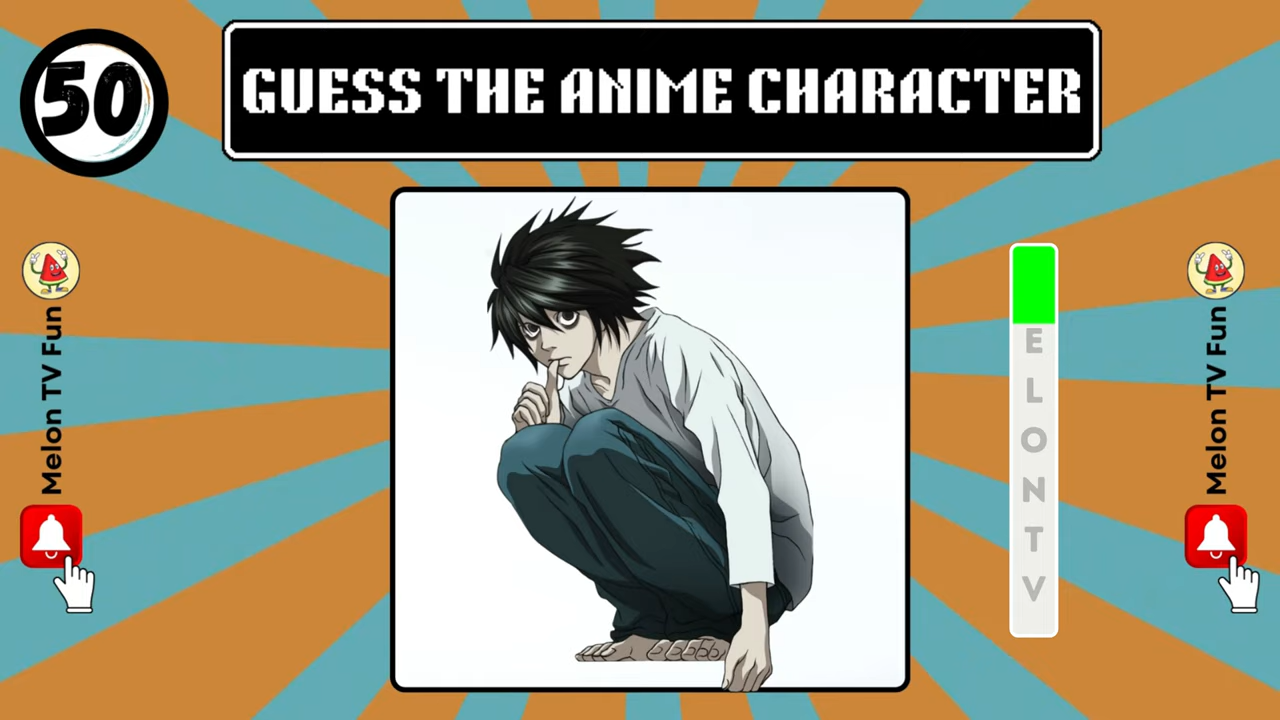 50
GUESS THE ANIME CHARACTER
Melon TV Fun
E
L
O
N
T
V
Melon TV Fun